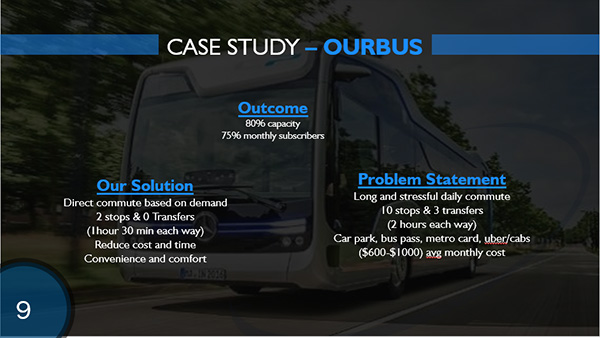 CASE STUDY – OURBUS
Outcome
80% capacity
75% monthly subscribers
Our Solution
Direct commute based on demand
2 stops & 0 Transfers
(1hour 30 min each way)
Reduce cost and time
Convenience and comfort
Problem Statement
Long and stressful daily commute
10 stops & 3 transfers
(2 hours each way)
Car park, bus pass, metro card, uber/cabs
($600-$1000) avg monthly cost
9